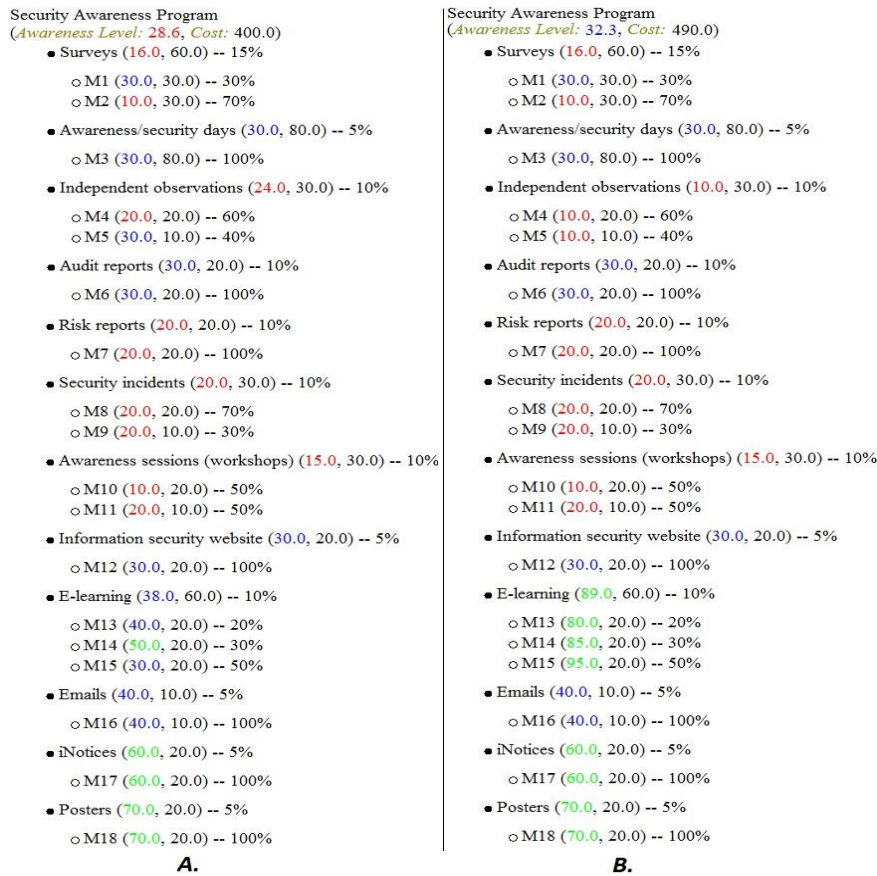 Security Awareness Program
(Awareness Level: 28.6, Cost: 400.0)
Surveys (16.0, 60.0) -- 15%
M1 (30.0, 30.0) -- 30%
M2 (10.0, 30.0) -- 70%
Awareness/security days (30.0, 80.0) -- 5%
M3 (30.0, 80.0) -- 100%
Independent observations (24.0, 30.0) -- 10%
M4 (20.0, 20.0) -- 60%
M5 (30.0, 10.0) -- 40%
Audit reports (30.0, 20.0) -- 10%
M6 (30.0, 20.0) -- 100%
Risk reports (20.0, 20.0) -- 10%
M7 (20.0, 20.0) -- 100%
Security incidents (20.0, 30.0) -- 10%
M8 (20.0, 20.0) -- 70%
M9 (20.0, 10.0) -- 30%
Awareness sessions (workshops) (15.0, 30.0) -- 10%
M10 (10.0, 20.0) -- 50%
M11 (20.0, 10.0) -- 50%
Information security website (30.0, 20.0) -- 5%
M12 (30.0, 20.0) -- 100%
E-learning (38.0, 60.0) -- 10%
M13 (40.0, 20.0) -- 20%
M14 (50.0, 20.0) -- 30%
M15 (30.0, 20.0) -- 50%
Emails (40.0, 10.0) -- 5%
M16 (40.0, 10.0) -- 100%
iNotices (60.0, 20.0) -- 5%
M17 (60.0, 20.0) -- 100%
Posters (70.0, 20.0) -- 5%
M18 (70.0, 20.0) -- 100%
A.
Security Awareness Program
(Awareness Level: 32.3, Cost: 490.0)
Surveys (16.0, 60.0) -- 15%
M1 (30.0, 30.0) -- 30%
M2 (10.0, 30.0) -- 70%
Awareness/security days (30.0, 80.0) -- 5%
M3 (30.0, 80.0) -- 100%
Independent observations (10.0, 30.0) -- 10%
M4 (10.0, 20.0) -- 60%
M5 (10.0, 10.0) -- 40%
Audit reports (30.0, 20.0) -- 10%
M6 (30.0, 20.0) -- 100%
Risk reports (20.0, 20.0) -- 10%
M7 (20.0, 20.0) -- 100%
Security incidents (20.0, 30.0) -- 10%
M8 (20.0, 20.0) -- 70%
M9 (20.0, 10.0) -- 30%
Awareness sessions (workshops) (15.0, 30.0) -- 10%
M10 (10.0, 20.0) -- 50%
M11 (20.0, 10.0) -- 50%
Information security website (30.0, 20.0) -- 5%
M12 (30.0, 20.0) -- 100%
E-learning (89.0, 60.0) -- 10%
M13 (80.0, 20.0) -- 20%
M14 (85.0, 20.0) -- 30%
M15 (95.0, 20.0) -- 50%
Emails (40.0, 10.0) -- 5%
M16 (40.0, 10.0) -- 100%
iNotices (60.0, 20.0) -- 5%
M17 (60.0, 20.0) -- 100%
Posters (70.0, 20.0) -- 5%
M18 (70.0, 20.0) -- 100%
B.